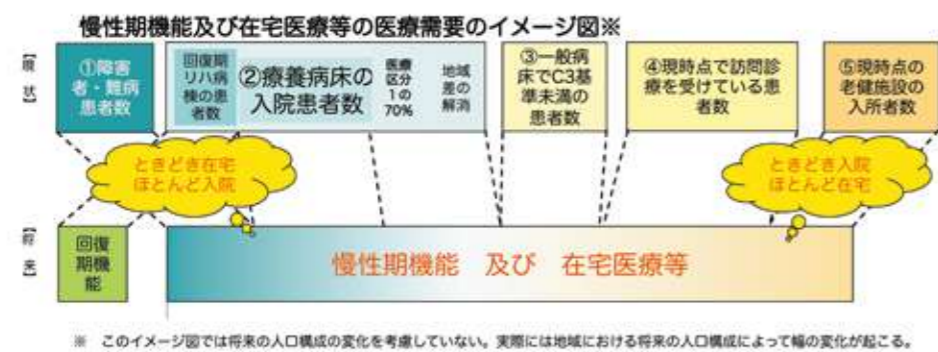 慢性期機能及び在宅医療等の医療需要のイメージ図※
【現状】
①障害
者・難病
患者数
回復期
リハ病
棟の患
者数
②療養病床の
入院患者数
医療
区分
1の
70%
地域
差の
解消
③一般病
床でC3基
準未満の
患者数
④現時点で訪問診
療を受けている患
者数
⑤現時点の
老健施設の
入所者数
ときどき在宅
ほとんど入院
ときどき入院
ほとんど在宅
【将来】
回復
期機
能
慢性期機能 及び 在宅医療等
※ このイメージ図では将来の人口構成の変化を考慮していない。実際には地域における将来の人口構成によって幅の変化が起こる。